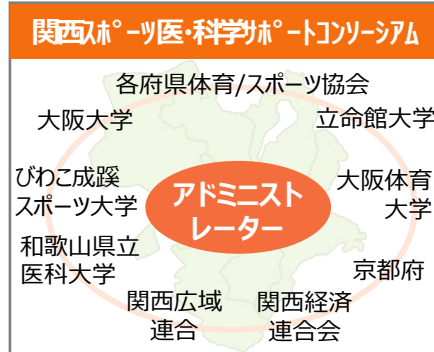 関西ｽﾎﾟｰﾂ医・科学ｻﾎﾟｰﾄｺﾝｿｰｼｱﾑ
各府県体育/スポーツ協会
大阪大学
立命館大学
びわこ成蹊
スポーツ大学
アドミニスト
レーター
大阪体育
大学
和歌山県立
医科大学
京都府
関西広域
連合
関西経済
連合会